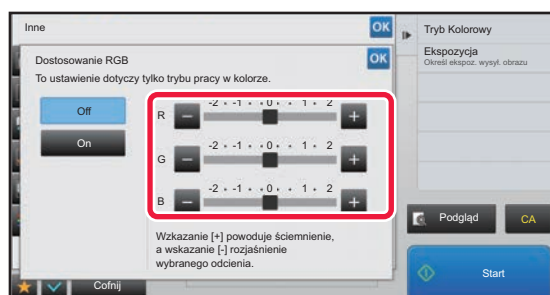 Inne
OK
Dostosowanie RGB
OK
To ustawienie dotyczy tylko trybu pracy w kolorze.
Off
On
-2 -1 0 1 2
R - +
-2 -1 0 1 2
G - +
-2 -1 0 1 2
B - +
Wzkazanie [+] powoduje ściemnienie,
a wskazanie [-] rozjaśnienie
wybranego odcienia.
Cofnij
Tryb Kolorowy
Ekspozycja
Określ ekspoz. wysył. obrazu
Podgląd
CA
Start